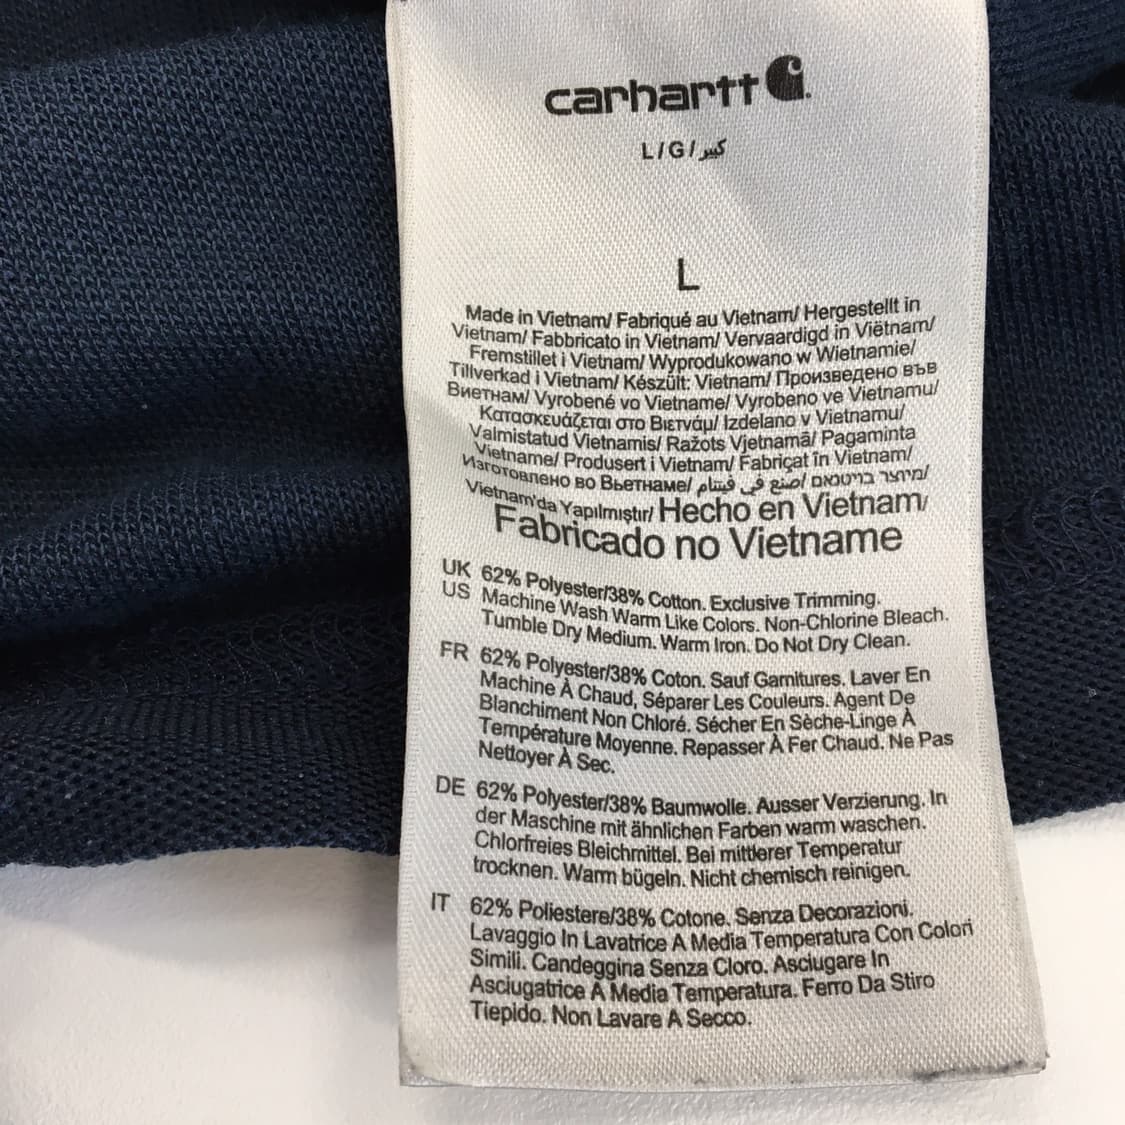 carhartt
L/G/كبير
L
Made in Vietnam/ Fabriqué au Vietnam/ Hergestellt in
Vietnam/ Fabbricato in Vietnam/ Vervaardigd in Viëtnam/
Fremstillet i Vietnam/ Wyprodukowano w Wietnamie/
Tillverkad i Vietnam/ Készült: Vietnam/ Произведено във
Виетнам/ Vyrobené vo Vietname/ Vyrobeno ve Vietnamu/
Κατασκευάζεται στο Βιετνάμ/ Izdelano v Vietnamu/
Valmistatud Vietnamis/ Ražots Vjetnamā/ Pagaminta
Vietname/ Produsert i Vietnam/ Fabriçat în Vietnam/
Изготовлено во Вьетнаме/ صنع في فيتنام/ מיוצר בוייטנאם/
Vietnam'da Yapılmıştır/ Hecho en Vietnam/
Fabricado no Vietname
UK 62% Polyester/38% Cotton. Exclusive Trimming.
US Machine Wash Warm Like Colors. Non-Chlorine Bleach.
Tumble Dry Medium. Warm Iron. Do Not Dry Clean.
FR 62% Polyester/38% Coton. Sauf Garnitures. Laver En
Machine À Chaud, Séparer Les Couleurs. Agent De
Blanchiment Non Chloré. Sécher En Sèche-Linge À
Température Moyenne. Repasser À Fer Chaud. Ne Pas
Nettoyer À Sec.
DE 62% Polyester/38% Baumwolle. Ausser Verzierung. In
der Maschine mit ähnlichen Farben warm waschen.
Chlorfreies Bleichmittel. Bei mittlerer Temperatur
trocknen. Warm bügeln. Nicht chemisch reinigen.
IT 62% Poliestere/38% Cotone. Senza Decorazioni.
Lavaggio In Lavatrice A Media Temperatura Con Colori
Simili. Candeggina Senza Cloro. Asciugare In
Asciugatrice A Media Temperatura. Ferro Da Stiro
Tiepido. Non Lavare A Secco.